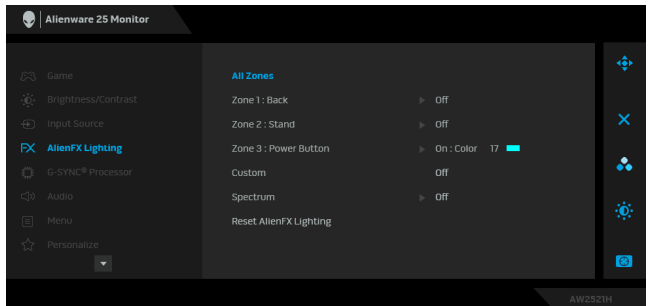 Alienware 25 Monitor
Game
Brightness/Contrast
Input Source
FX AlienFX Lighting
G-SYNC® Processor
Audio
Menu
Personalize
All Zones
Zone 1 : Back Off
Zone 2 : Stand Off
Zone 3 : Power Button On : Color 17
Custom Off
Spectrum Off
Reset AlienFX Lighting
AW2521H